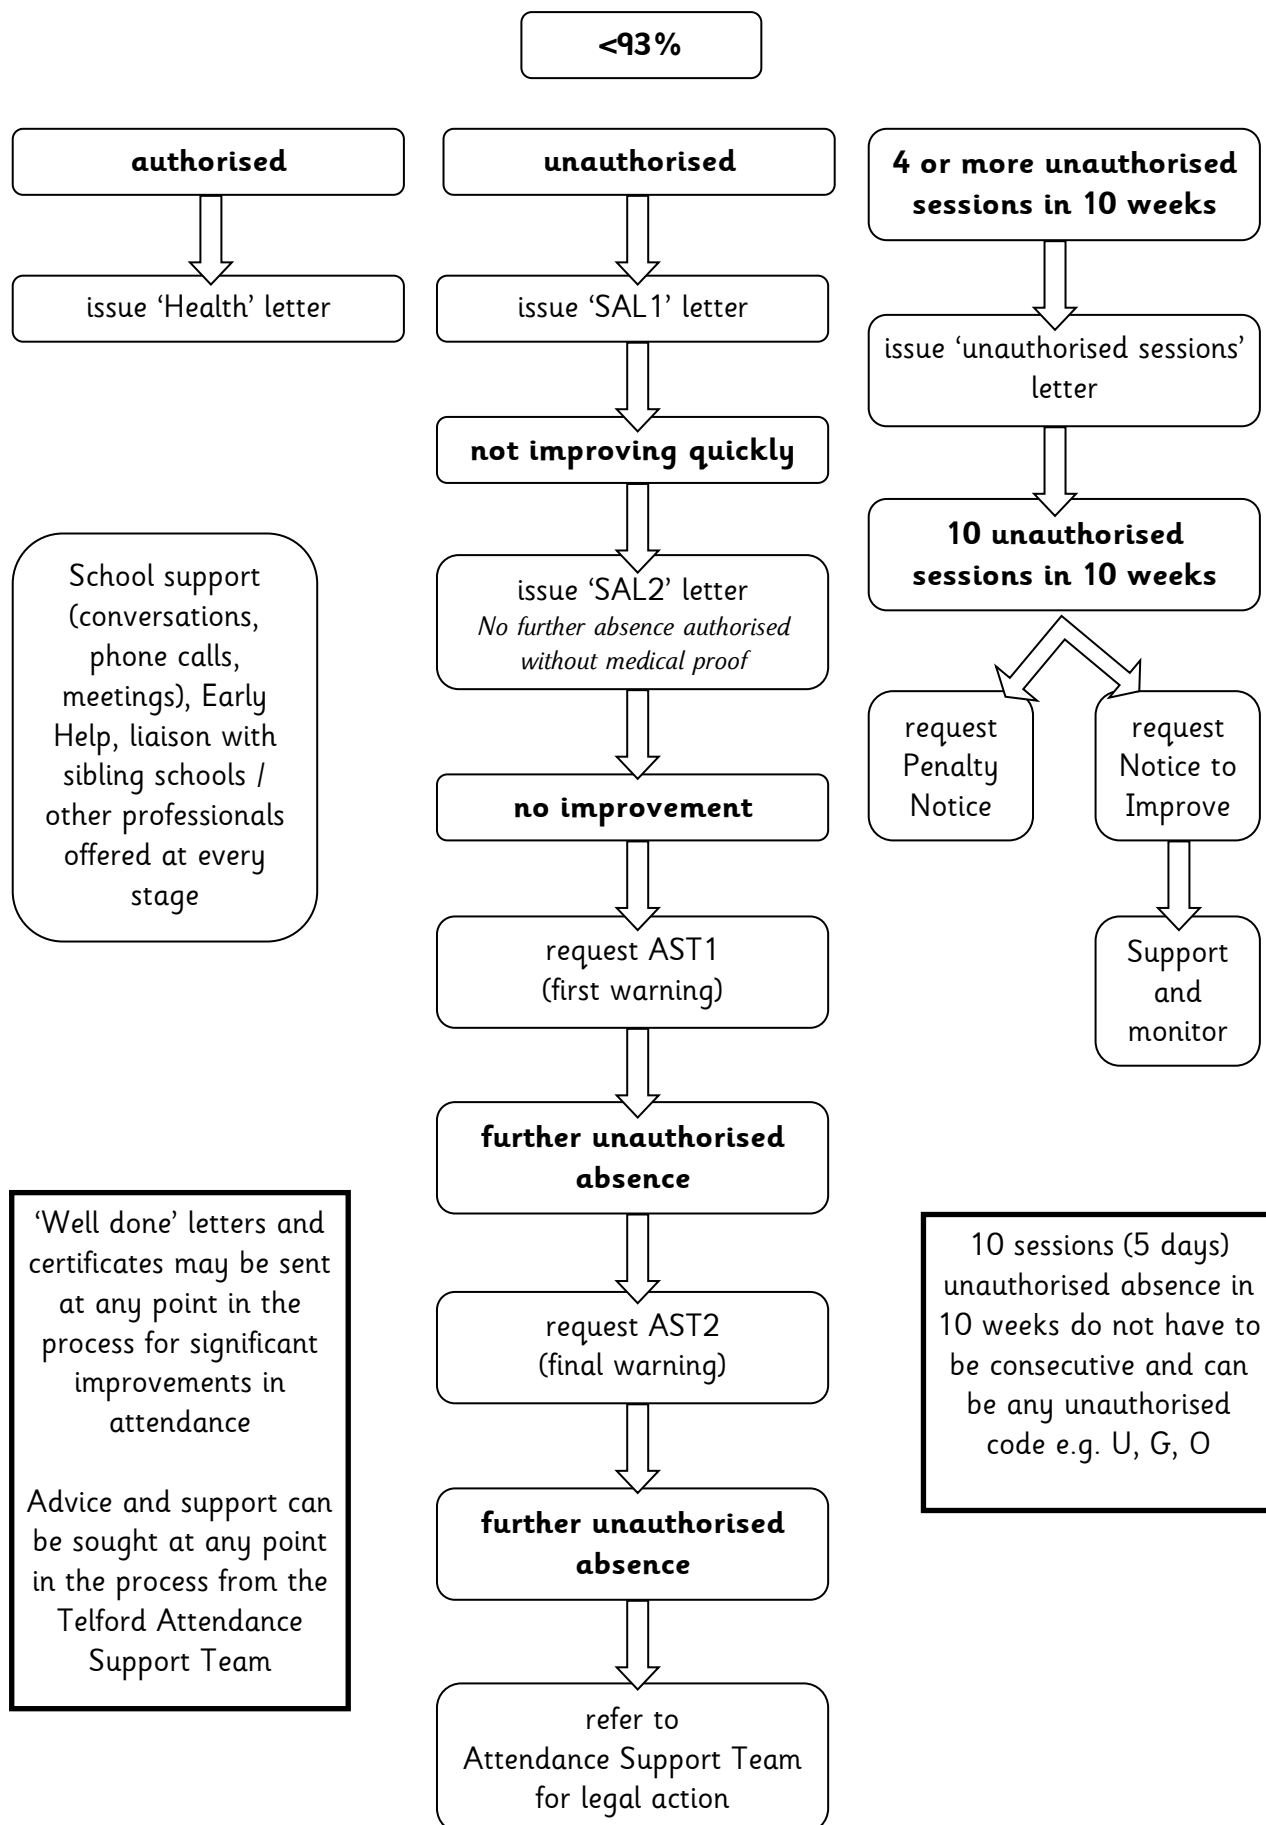 <93%
authorised
issue ‘Health’ letter
unauthorised
issue ‘SAL1’ letter
not improving quickly
issue ‘SAL2’ letter
No further absence authorised
without medical proof
no improvement
request AST1
(first warning)
further unauthorised
absence
request AST2
(final warning)
further unauthorised
absence
refer to
Attendance Support Team
for legal action
4 or more unauthorised
sessions in 10 weeks
issue ‘unauthorised sessions’
letter
10 unauthorised
sessions in 10 weeks
request
Penalty
Notice
request
Notice to
Improve
Support
and
monitor
School support
(conversations,
phone calls,
meetings), Early
Help, liaison with
sibling schools /
other professionals
offered at every
stage
‘Well done’ letters and
certificates may be sent
at any point in the
process for significant
improvements in
attendance
Advice and support can
be sought at any point
in the process from the
Telford Attendance
Support Team
10 sessions (5 days)
unauthorised absence in
10 weeks do not have to
be consecutive and can
be any unauthorised
code e.g. U, G, O